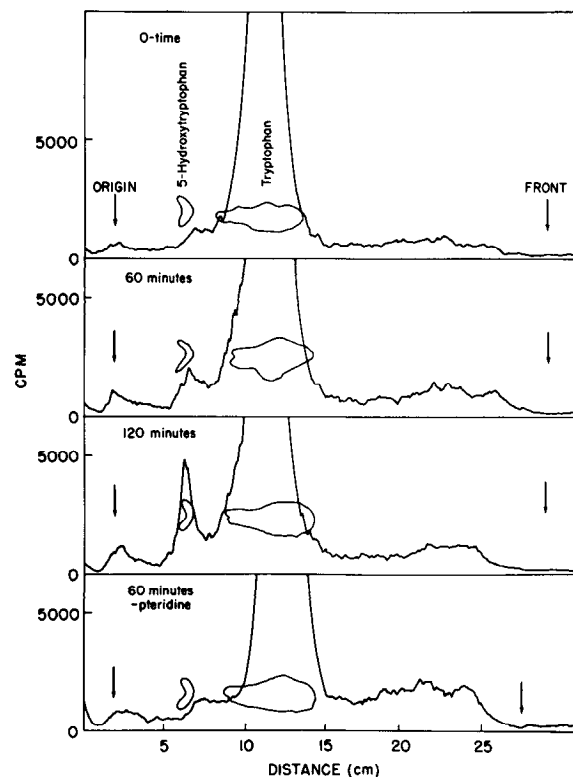 0-time
5-Hydroxytryptophan
Tryptophan
5000
ORIGIN
FRONT
0
60 minutes
5000
0
CPM
120 minutes
5000
0
60 minutes
-pteridine
5000
0
0 5 10 15 20 25
DISTANCE (cm)